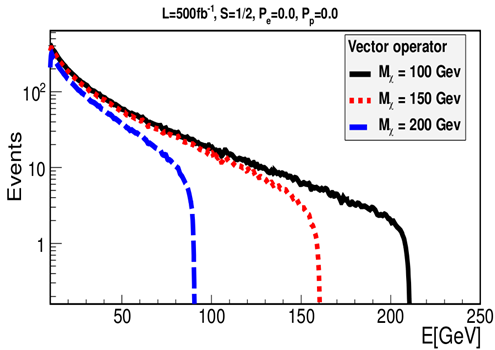 L=500fb⁻¹, S=1/2, Pₑ=0.0, Pₚ=0.0
Vector operator
Mᵪ = 100 Gev
Mᵪ = 150 Gev
Mᵪ = 200 Gev
Events
10²
10
1
50 100 150 200 250
E[GeV]